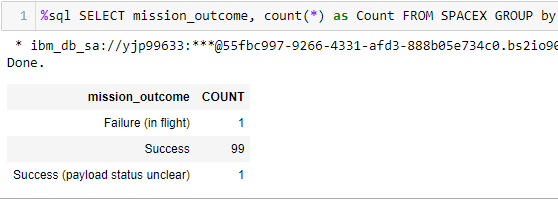 1 %sql SELECT mission_outcome, count(*) as Count FROM SPACEX GROUP by
* ibm_db_sa://yjp99633:***@55fbc997-9266-4331-afd3-888b05e734c0.bs2io90
Done.
mission_outcome COUNT
Failure (in flight) 1
Success 99
Success (payload status unclear) 1